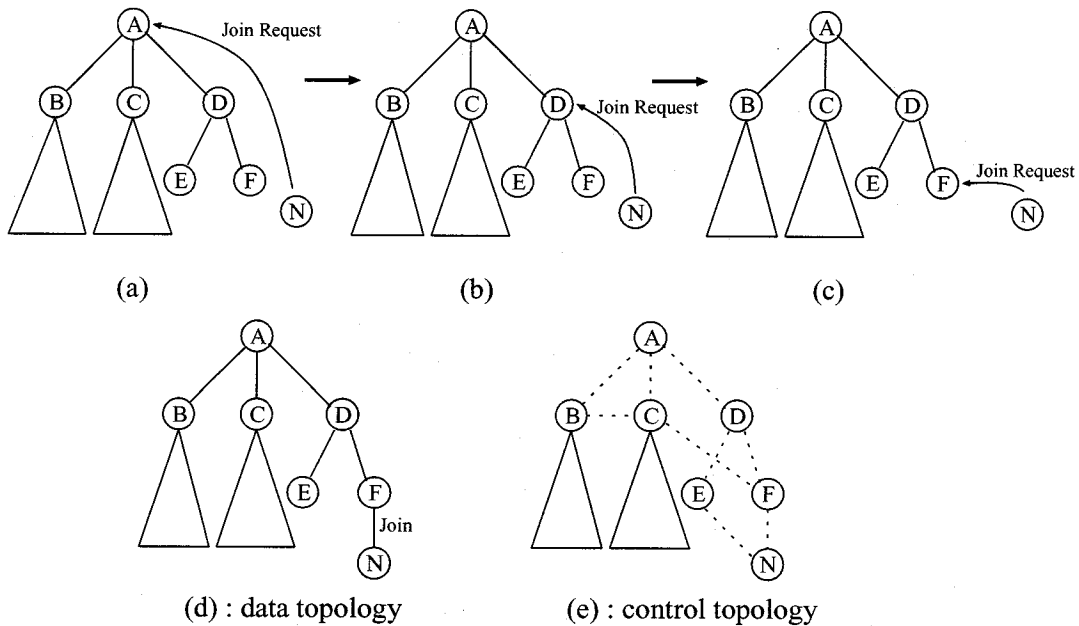 A
Join Request
B
C
D
E
F
N
(a)
A
B
C
D
Join Request
E
F
N
(b)
A
B
C
D
E
F
Join Request
N
(c)
A
B
C
D
E
F
Join
N
(d) : data topology
A
B
C
D
E
F
N
(e) : control topology